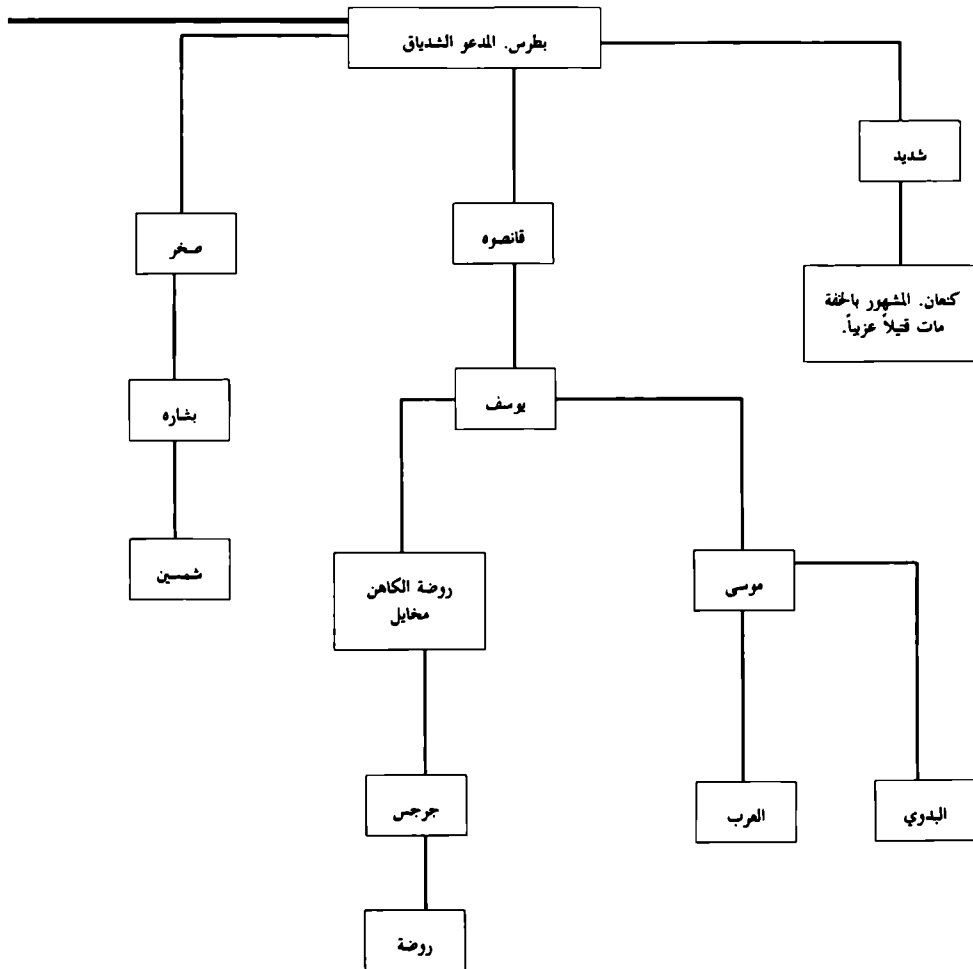 بطرس. المدعو الشدياق
شديد
صخر
قانصوه
كنعان. المشهور بالخفة
مات قتيلاً عزبياً.
يوسف
بشاره
شمسين
روضة الكاهن
مخايل
موسى
جرجس
العرب
البدوي
روضة